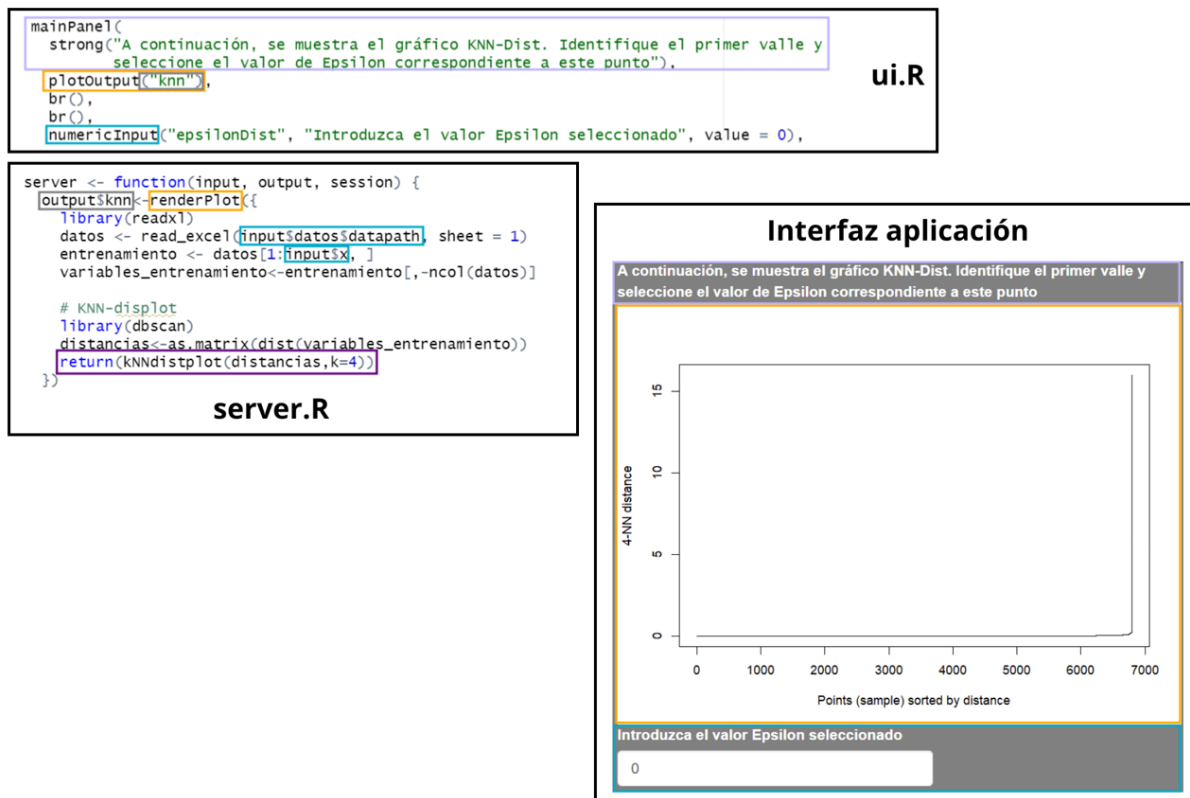 mainPanel(
strong("A continuación, se muestra el gráfico KNN-Dist. Identifique el primer valle y
seleccione el valor de Epsilon correspondiente a este punto"),
plotOutput("knn"),
br(),
br(),
numericInput("epsilonDist", "Introduzca el valor Epsilon seleccionado", value = 0),
ui.R
server <- function(input, output, session) {
output$knn<-renderPlot({
library(readxl)
datos <- read_excel(input$datos$datapath, sheet = 1)
entrenamiento <- datos[1:input$x, ]
variables_entrenamiento<-entrenamiento[,-ncol(datos)]
# KNN-displot
library(dbscan)
distancias<-as.matrix(dist(variables_entrenamiento))
return(kNNdistplot(distancias,k=4))
})
server.R
Interfaz aplicación
A continuación, se muestra el gráfico KNN-Dist. Identifique el primer valle y
seleccione el valor de Epsilon correspondiente a este punto
15
10
5
0
4-NN distance
0 1000 2000 3000 4000 5000 6000 7000
Points (sample) sorted by distance
Introduzca el valor Epsilon seleccionado
0